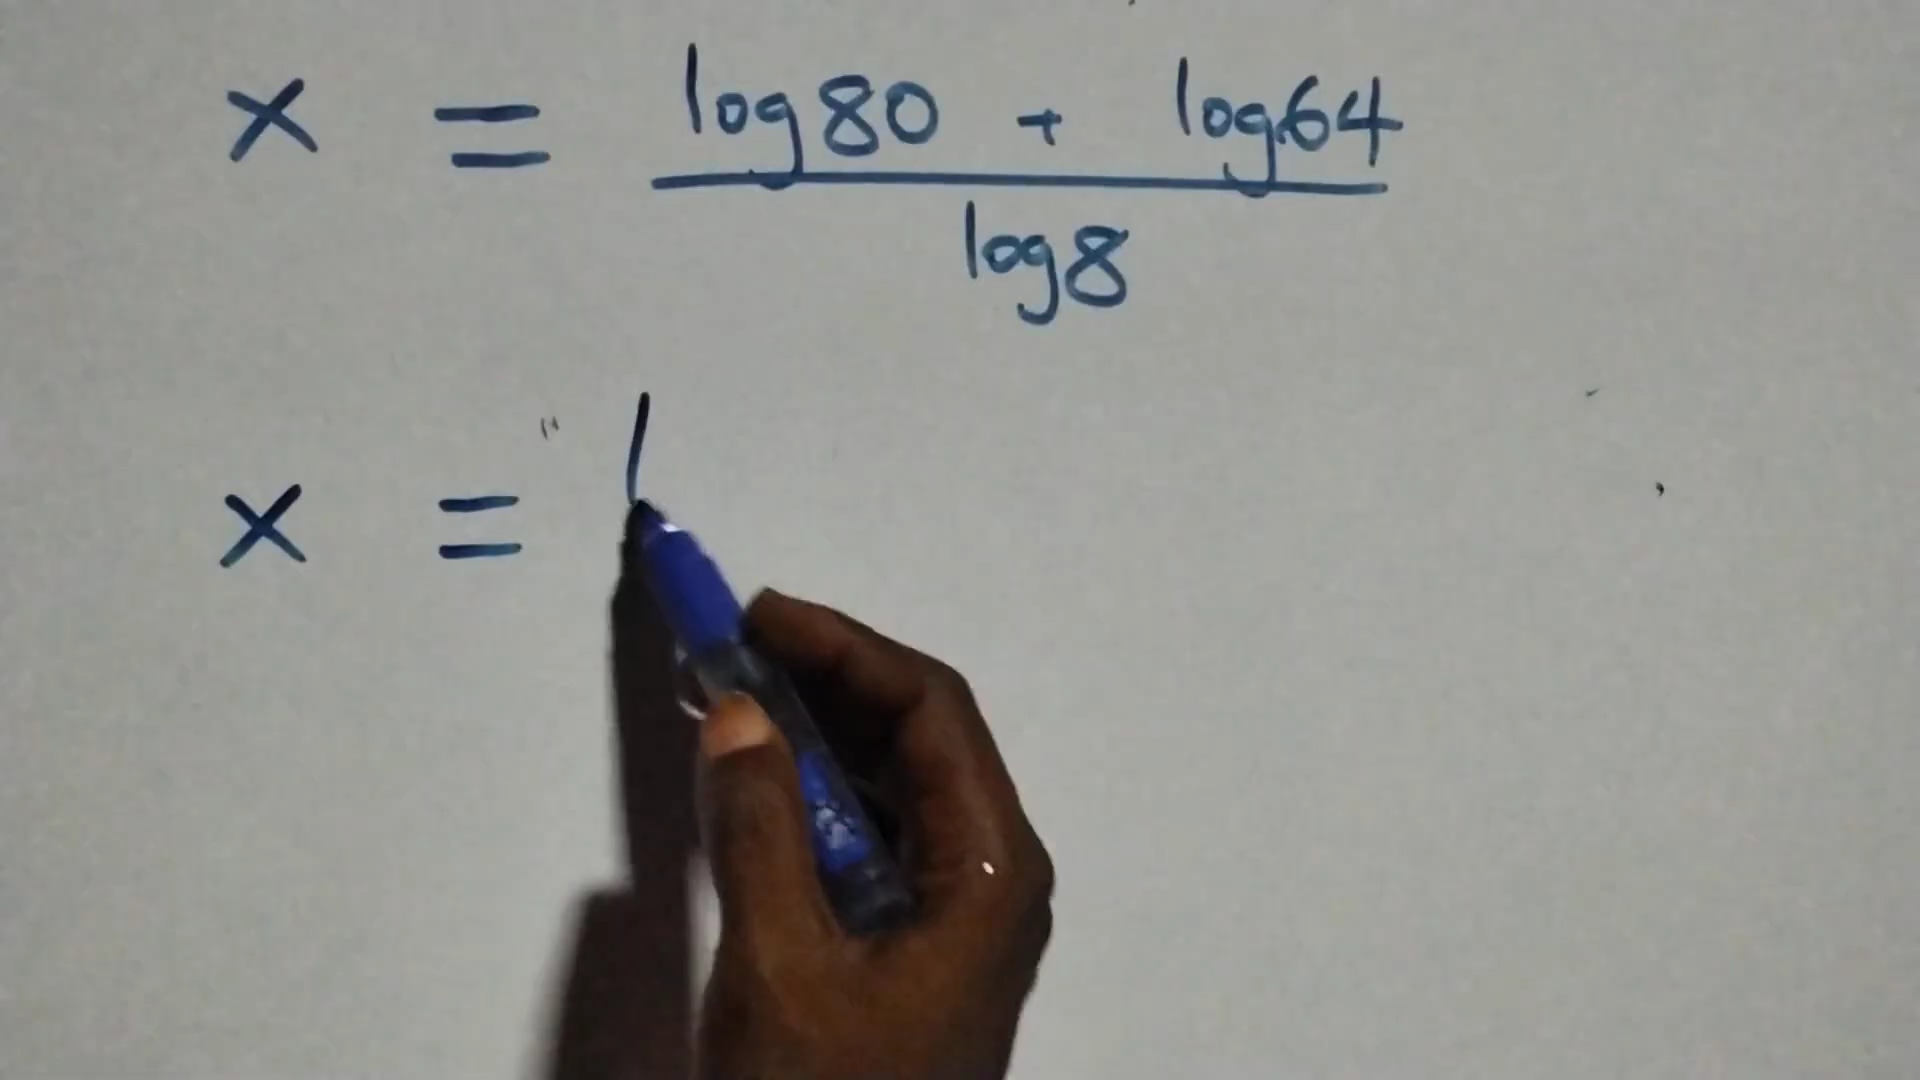 x = log80 + log64
log8
x =